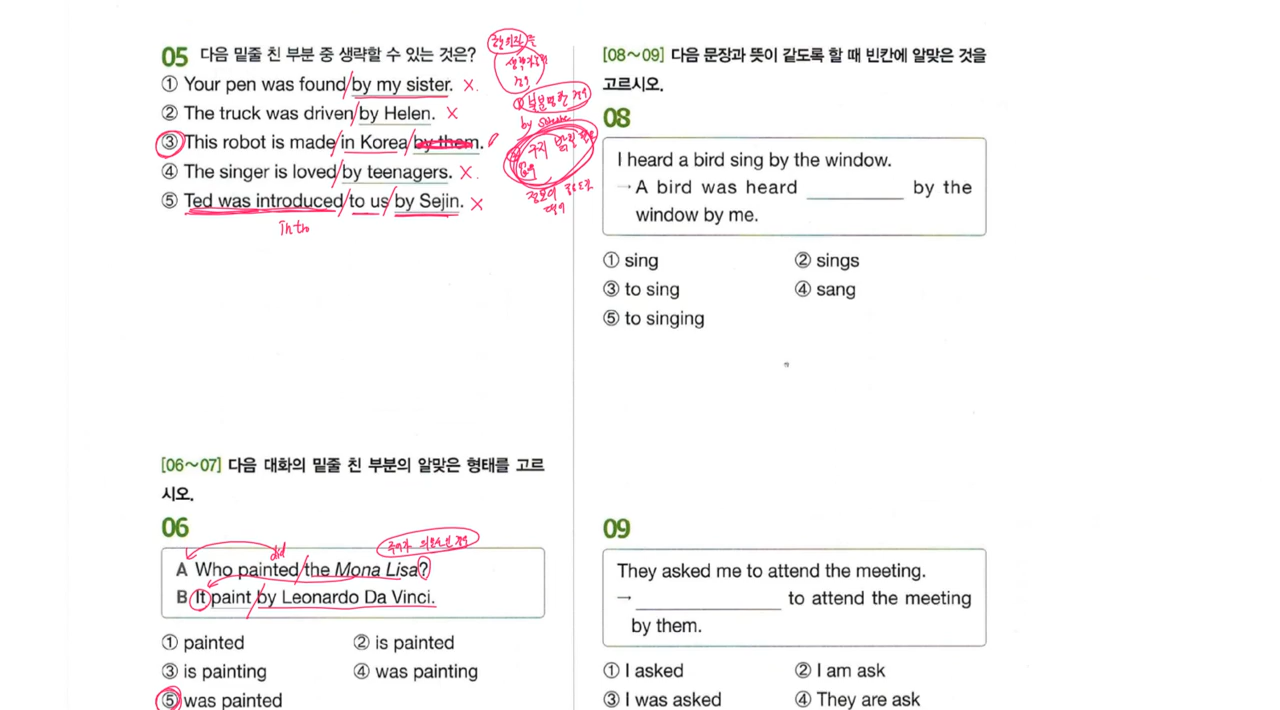 05 다음 밑줄 친 부분 중 생략할 수 있는 것은?
① Your pen was found/by my sister. X.
② The truck was driven/by Helen. X
③ This robot is made/in Korea/by them.
④ The singer is loved/by teenagers. X.
⑤ Ted was introduced/to us/by Sejin. X
[06~07] 다음 대화의 밑줄 친 부분의 알맞은 형태를 고르
시오.
06
did
A Who painted/the Mona Lisa?
B It paint/by Leonardo Da Vinci.
① painted ② is painted
③ is painting ④ was painting
⑤ was painted
[08~09] 다음 문장과 뜻이 같도록 할 때 빈칸에 알맞은 것을
고르시오.
08
I heard a bird sing by the window.
→ A bird was heard __________ by the
window by me.
① sing ② sings
③ to sing ④ sang
⑤ to singing
09
They asked me to attend the meeting.
→ _______________ to attend the meeting
by them.
① I asked ② I am ask
③ I was asked ④ They are ask